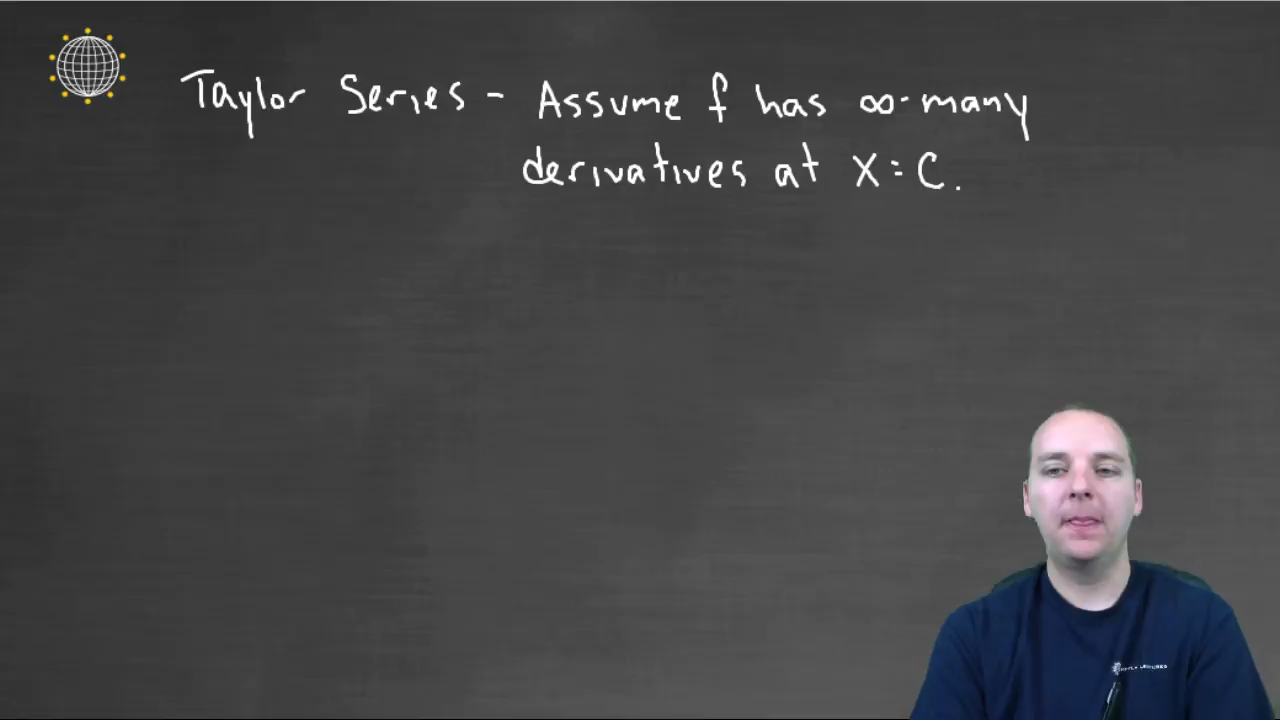 Taylor Series - Assume f has ∞-many
derivatives at x=c.